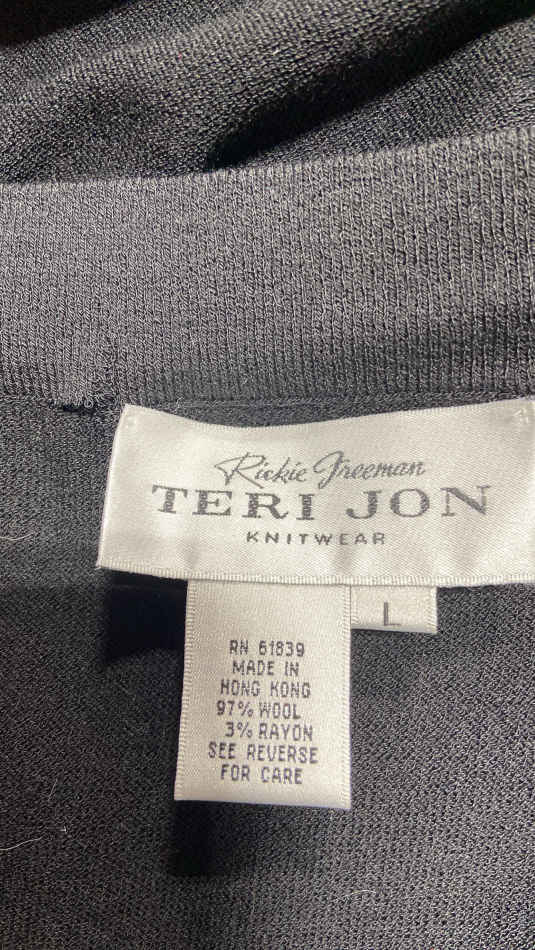 Rickie Freeman
TERI JON
KNITWEAR
L
RN 61839
MADE IN
HONG KONG
97% WOOL
3% RAYON
SEE REVERSE
FOR CARE